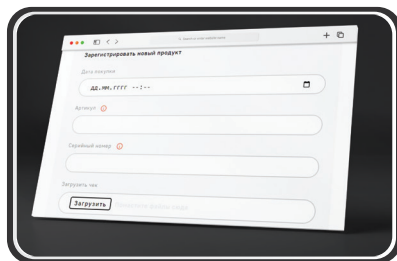 Зарегистрировать новый продукт
Дата покупки
ДД.ММ.ГГГГ --:--
Артикул
Серийный номер
Загрузить чек
Загрузить